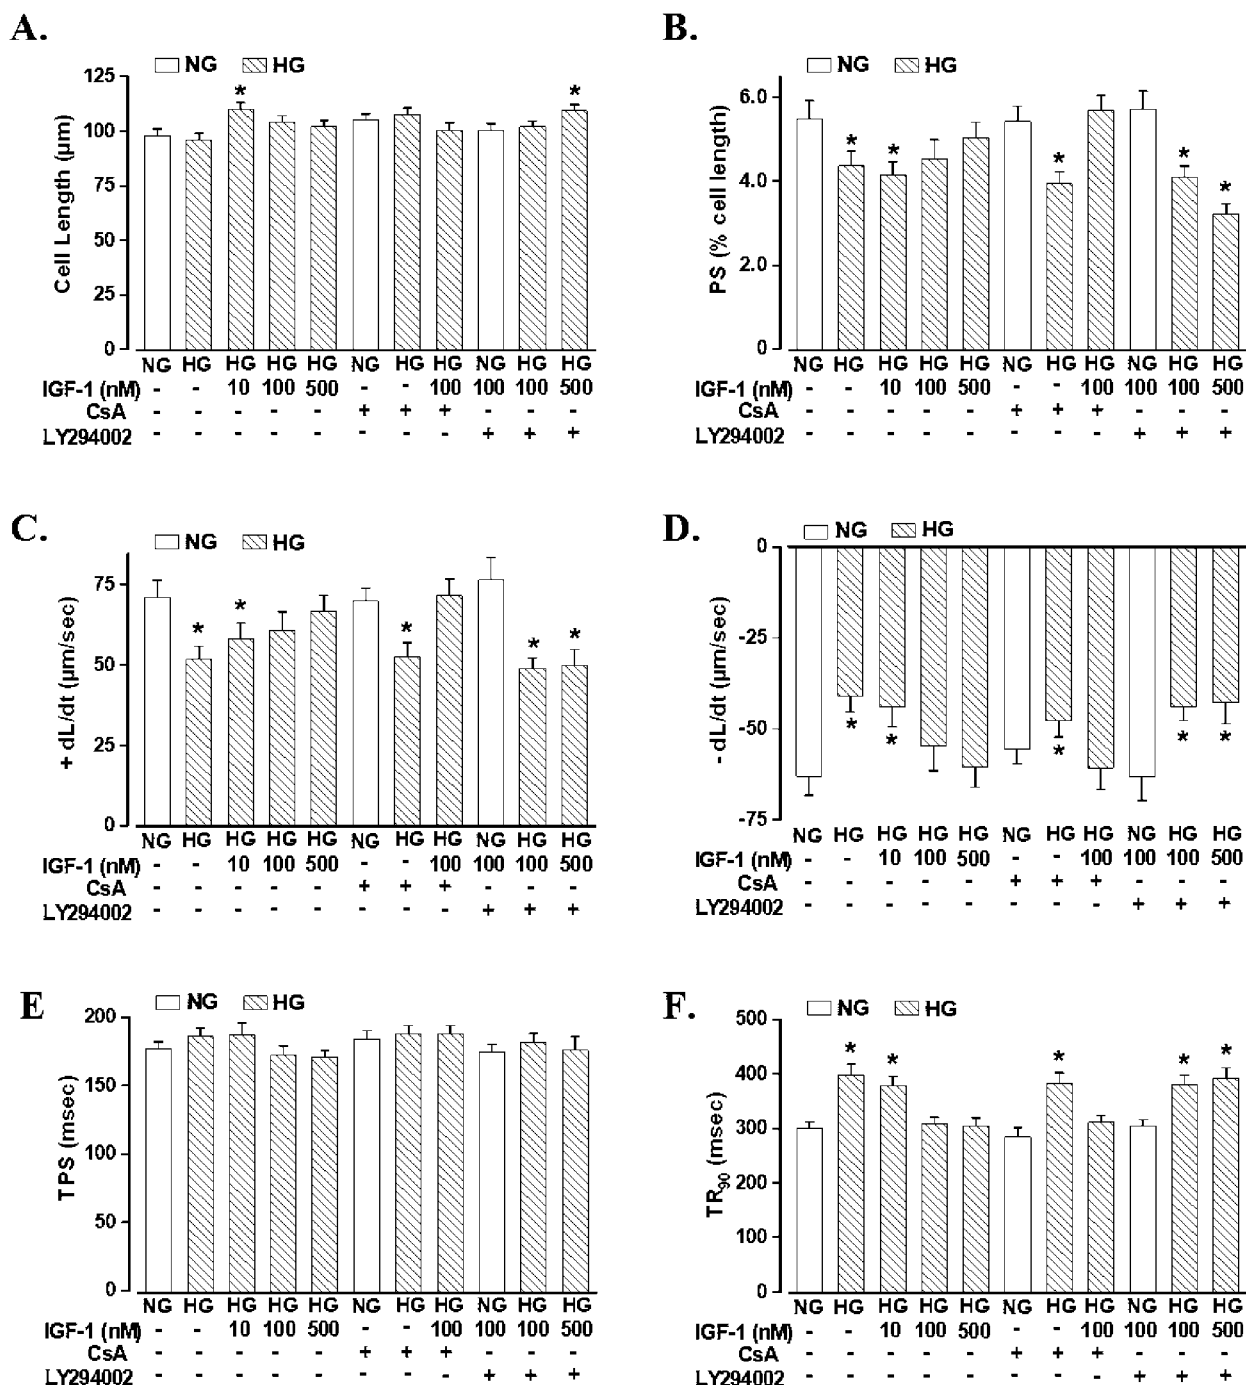 A.
NG HG
125
100
75
50
25
0
Cell Length (µm)
*
*
NG HG HG HG HG NG HG HG NG HG HG
IGF-1 (nM) - - 10 100 500 - - 100 100 100 500
CsA - - - - - + + + - - -
LY294002 - - - - - - - - + + +
B.
NG
HG
6.0
4.0
2.0
0
PS (% cell length)
* * * * *
NG HG HG HG HG NG HG HG NG HG HG
IGF-1 (nM) - - 10 100 500 - - 100 100 100 500
CsA - - - - - + + + - - -
LY294002 - - - - - - - - + + +
C.
NG HG
75
50
25
0
+ dL/dt (µm/sec)
* * * * *
NG HG HG HG HG NG HG HG NG HG HG
IGF-1 (nM) - - 10 100 500 - - 100 100 100 500
CsA - - - - - + + + - - -
LY294002 - - - - - - - - + + +
D.
NG HG
0
-25
-50
-75
- dL/dt (µm/sec)
* * * * *
NG HG HG HG HG NG HG HG NG HG HG
IGF-1 (nM) - - 10 100 500 - - 100 100 100 500
CsA - - - - - + + + - - -
LY294002 - - - - - - - - + + +
E
NG HG
200
150
100
50
0
TPS (msec)
NG HG HG HG HG NG HG HG NG HG HG
IGF-1 (nM) - - 10 100 500 - - 100 100 100 500
CsA - - - - - + + + - - -
LY294002 - - - - - - - - + + +
F.
NG HG
500
400
300
200
100
0
TR90 (msec)
* * * * *
NG HG HG HG HG NG HG HG NG HG HG
IGF-1 (nM) - - 10 100 500 - - 100 100 100 500
CsA - - - - - + + + - - -
LY294002 - - - - - - - - + + +